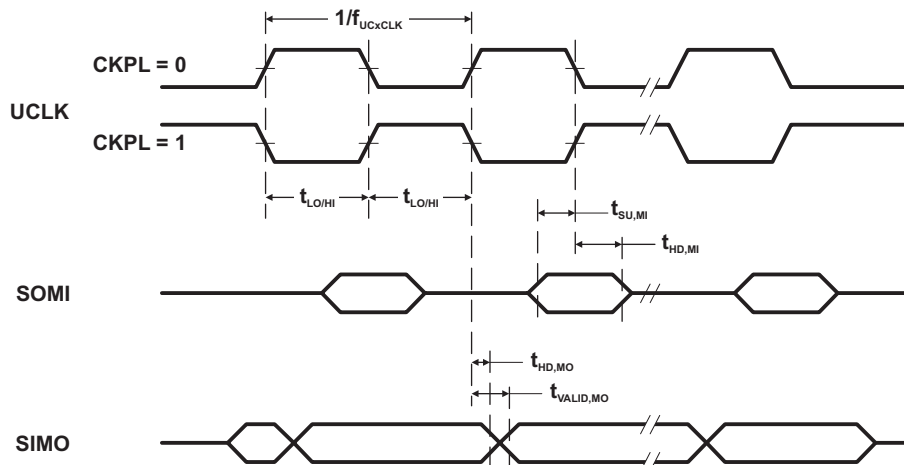 1/fUCxCLK
CKPL = 0
UCLK
CKPL = 1
tLO/HI tLO/HI
tSU,MI
tHD,MI
SOMI
tHD,MO
tVALID,MO
SIMO